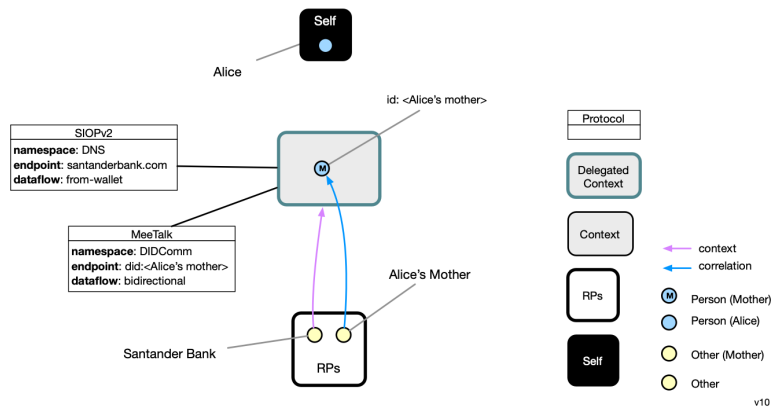 Self
Alice
id: <Alice's mother>
SIOPv2
namespace: DNS
endpoint: santanderbank.com
dataflow: from-wallet
M
MeeTalk
namespace: DIDComm
endpoint: did:<Alice's mother>
dataflow: bidirectional
Alice's Mother
Santander Bank
RPs
Protocol
Delegated
Context
Context
context
correlation
RPs
M
Person (Mother)
Person (Alice)
Self
Other (Mother)
Other
v10